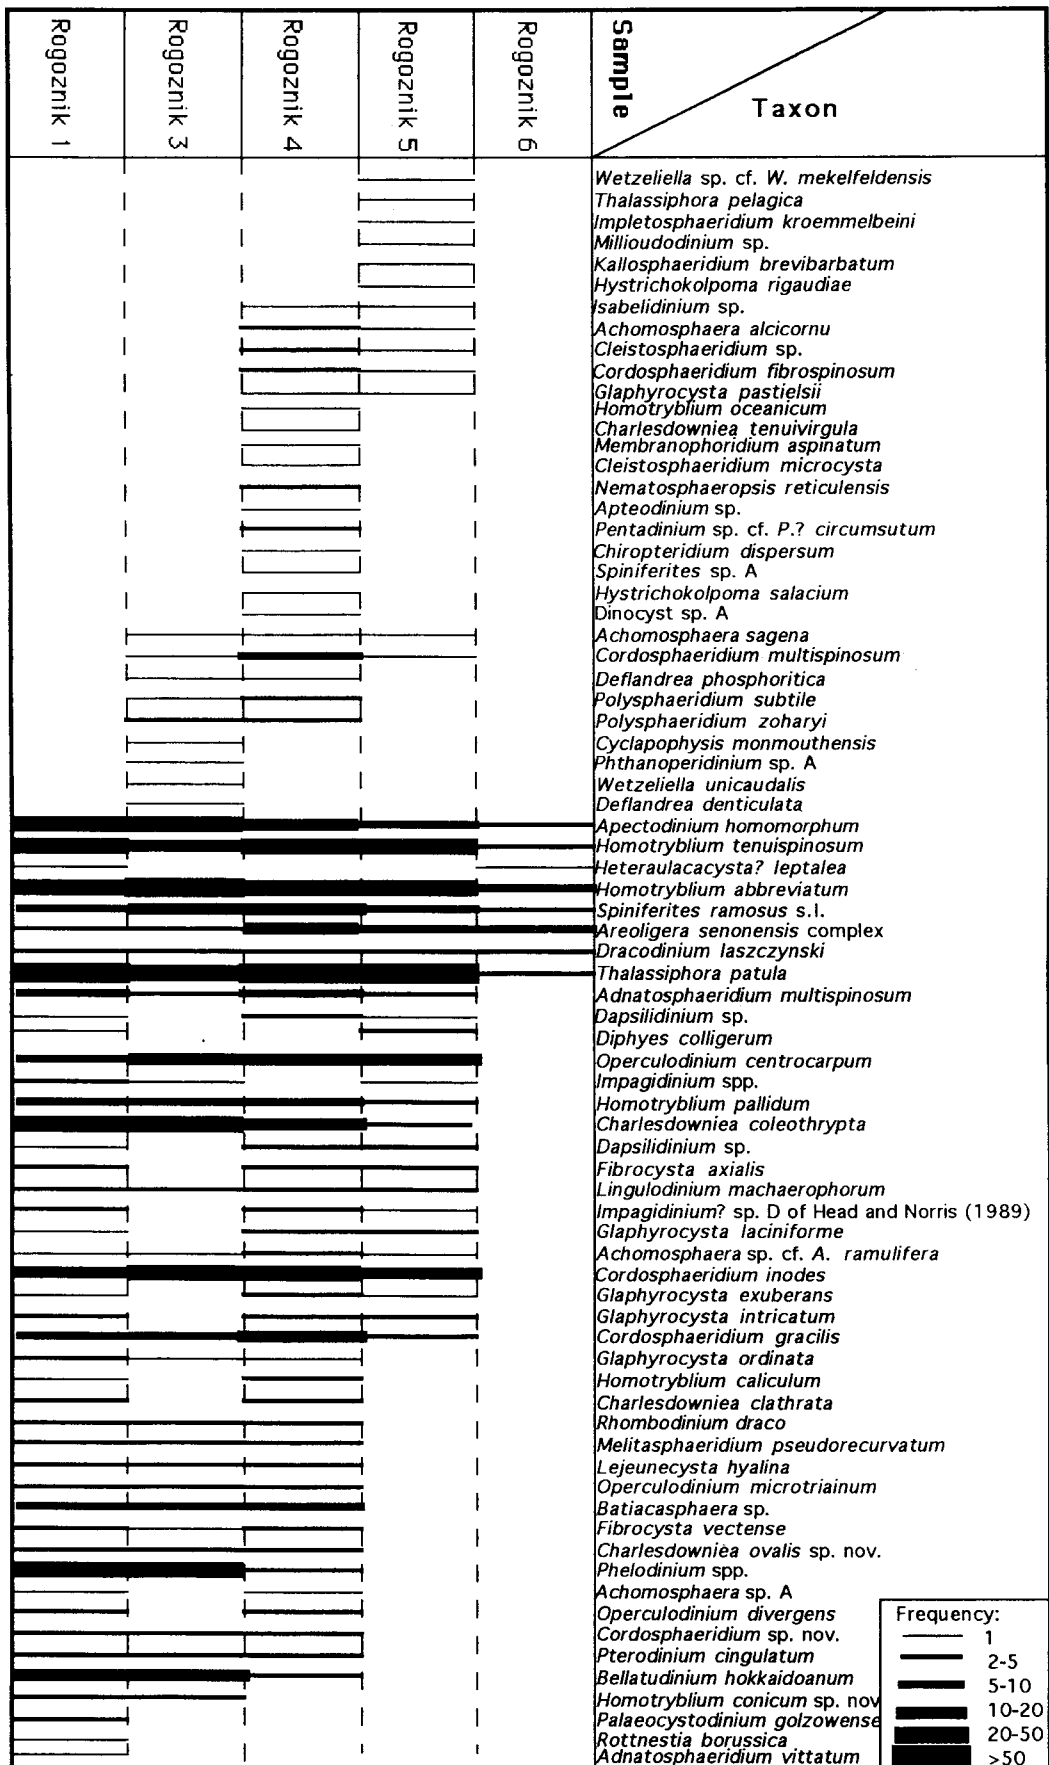 Rogoznik 1
Rogoznik 3
Rogoznik 4
Rogoznik 5
Rogoznik 6
Sample
Taxon
Wetzeliella sp. cf. W. mekelfeldensis
Thalassiphora pelagica
Impletosphaeridium kroemmelbeini
Millioudodinium sp.
Kallosphaeridium brevibarbatum
Hystrichokolpoma rigaudiae
Isabelidinium sp.
Achomosphaera alcicornu
Cleistosphaeridium sp.
Cordosphaeridium fibrospinosum
Glaphyrocysta pastielsii
Homotryblium oceanicum
Charlesdowniea tenuivirgula
Membranophoridium aspinatum
Cleistosphaeridium microcysta
Nematosphaeropsis reticulensis
Apteodinium sp.
Pentadinium sp. cf. P.? circumsutum
Chiropteridium dispersum
Spiniferites sp. A
Hystrichokolpoma salacium
Dinocyst sp. A
Achomosphaera sagena
Cordosphaeridium multispinosum
Deflandrea phosphoritica
Polysphaeridium subtile
Polysphaeridium zoharyi
Cyclapophysis monmouthensis
Phthanoperidinium sp. A
Wetzeliella unicaudalis
Deflandrea denticulata
Apectodinium homomorphum
Homotryblium tenuispinosum
Heteraulacacysta? leptalea
Homotryblium abbreviatum
Spiniferites ramosus s.l.
Areoligera senonensis complex
Dracodinium laszczynski
Thalassiphora patula
Adnatosphaeridium multispinosum
Dapsilidinium sp.
Diphyes colligerum
Operculodinium centrocarpum
Impagidinium spp.
Homotryblium pallidum
Charlesdowniea coleothrypta
Dapsilidinium sp.
Fibrocysta axialis
Lingulodinium machaerophorum
Impagidinium? sp. D of Head and Norris (1989)
Glaphyrocysta laciniforme
Achomosphaera sp. cf. A. ramulifera
Cordosphaeridium inodes
Glaphyrocysta exuberans
Glaphyrocysta intricatum
Cordosphaeridium gracilis
Glaphyrocysta ordinata
Homotryblium caliculum
Charlesdowniea clathrata
Rhombodinium draco
Melitasphaeridium pseudorecurvatum
Lejeunecysta hyalina
Operculodinium microtriainum
Batiacasphaera sp.
Fibrocysta vectense
Charlesdowniea ovalis sp. nov.
Phelodinium spp.
Achomosphaera sp. A
Operculodinium divergens
Cordosphaeridium sp. nov.
Pterodinium cingulatum
Bellatudinium hokkaidoanum
Homotryblium conicum sp. nov
Palaeocystodinium golzowense
Rottnestia borussica
Adnatosphaeridium vittatum
Frequency:
1
2-5
5-10
10-20
20-50
>50